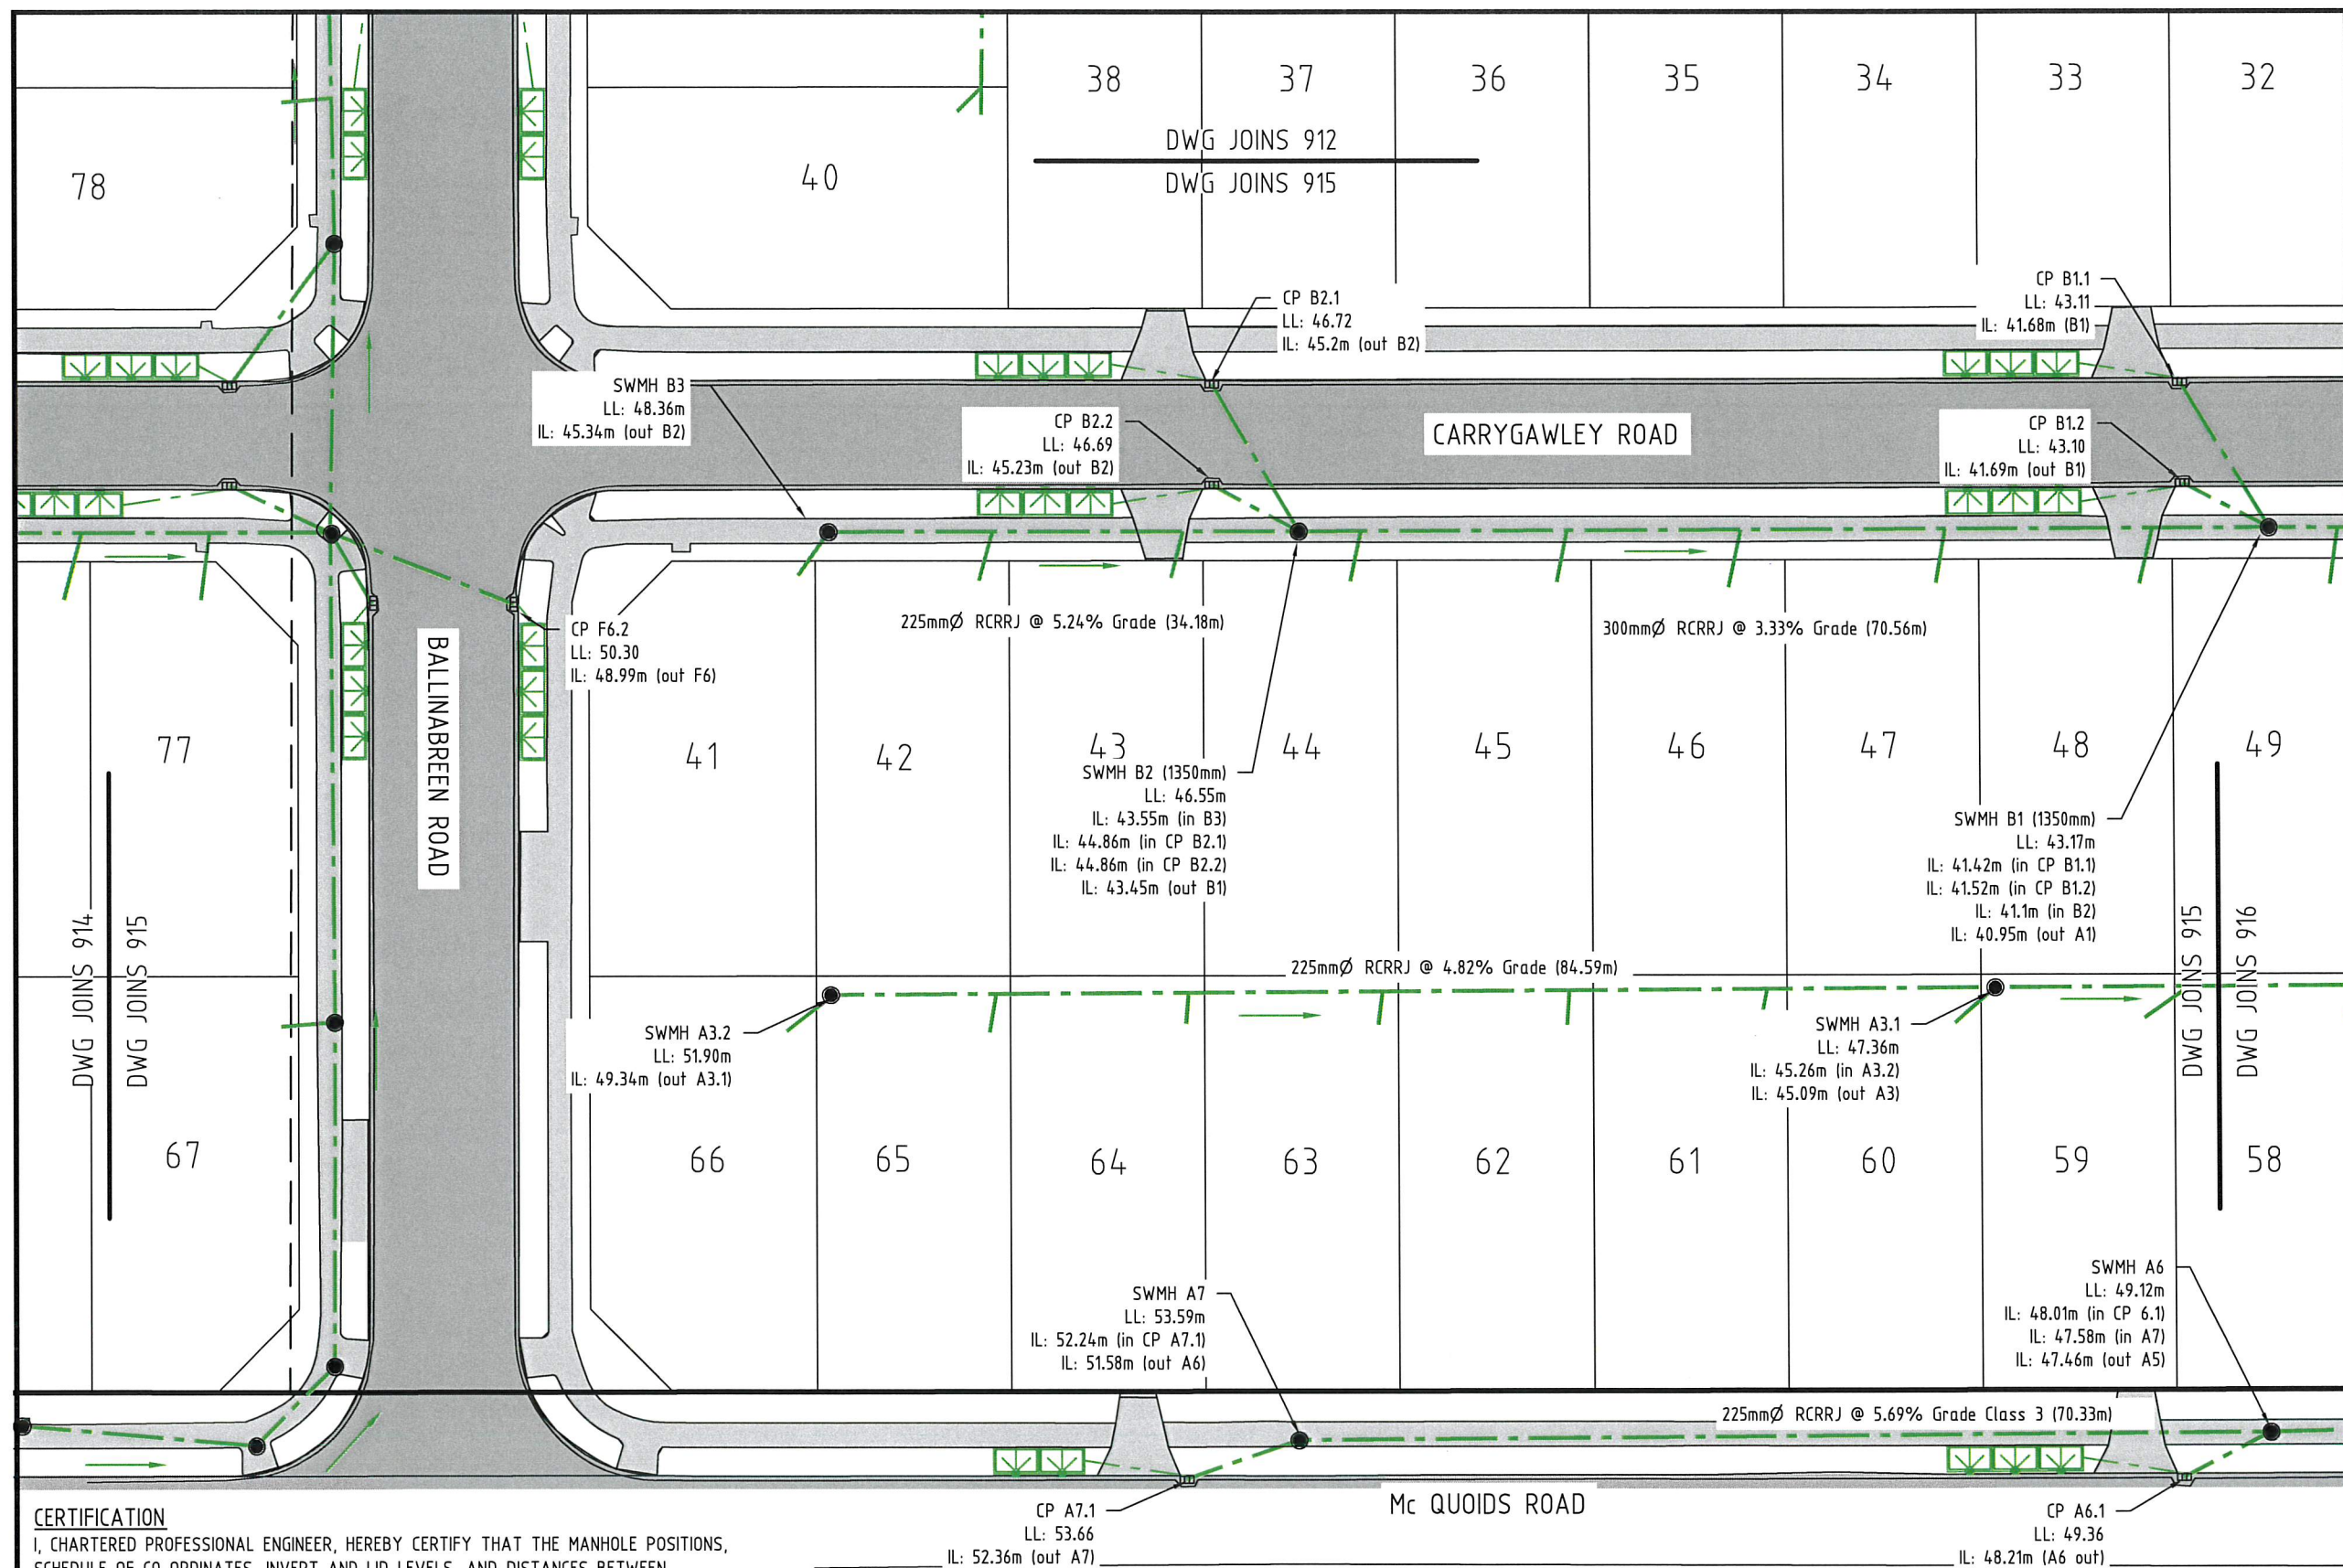 38
37
36
35
34
33
32
DWG JOINS 912
DWG JOINS 915
78
40
CP B1.1
LL: 43.11
IL: 41.68m (B1)
CP B2.1
LL: 46.72
IL: 45.2m (out B2)
SWMH B3
LL: 48.36m
IL: 45.34m (out B2)
CP B2.2
LL: 46.69
IL: 45.23m (out B2)
CARRYGAWLEY ROAD
CP B1.2
LL: 43.10
IL: 41.69m (out B1)
225mmØ RCRRJ @ 5.24% Grade (34.18m)
300mmØ RCRRJ @ 3.33% Grade (70.56m)
CP F6.2
LL: 50.30
IL: 48.99m (out F6)
BALLINABREEN ROAD
77
41
42
43
44
45
46
47
48
49
SWMH B2 (1350mm)
LL: 46.55m
IL: 43.55m (in B3)
IL: 44.86m (in CP B2.1)
IL: 44.86m (in CP B2.2)
IL: 43.45m (out B1)
SWMH B1 (1350mm)
LL: 43.17m
IL: 41.42m (in CP B1.1)
IL: 41.52m (in CP B1.2)
IL: 41.1m (in B2)
IL: 40.95m (out A1)
DWG JOINS 914
DWG JOINS 915
DWG JOINS 915
DWG JOINS 916
225mmØ RCRRJ @ 4.82% Grade (84.59m)
SWMH A3.2
LL: 51.90m
IL: 49.34m (out A3.1)
SWMH A3.1
LL: 47.36m
IL: 45.26m (in A3.2)
IL: 45.09m (out A3)
67
66
65
64
63
62
61
60
59
58
SWMH A7
LL: 53.59m
IL: 52.24m (in CP A7.1)
IL: 51.58m (out A6)
SWMH A6
LL: 49.12m
IL: 48.01m (in CP 6.1)
IL: 47.58m (in A7)
IL: 47.46m (out A5)
225mmØ RCRRJ @ 5.69% Grade Class 3 (70.33m)
Mc QUOIDS ROAD
CP A7.1
LL: 53.66
IL: 52.36m (out A7)
CP A6.1
LL: 49.36
IL: 48.21m (A6 out)
CERTIFICATION
I, CHARTERED PROFESSIONAL ENGINEER, HEREBY CERTIFY THAT THE MANHOLE POSITIONS,
SCHEDULE OF CO-ORDINATES, INVERT AND LID LEVELS, AND DISTANCES BETWEEN